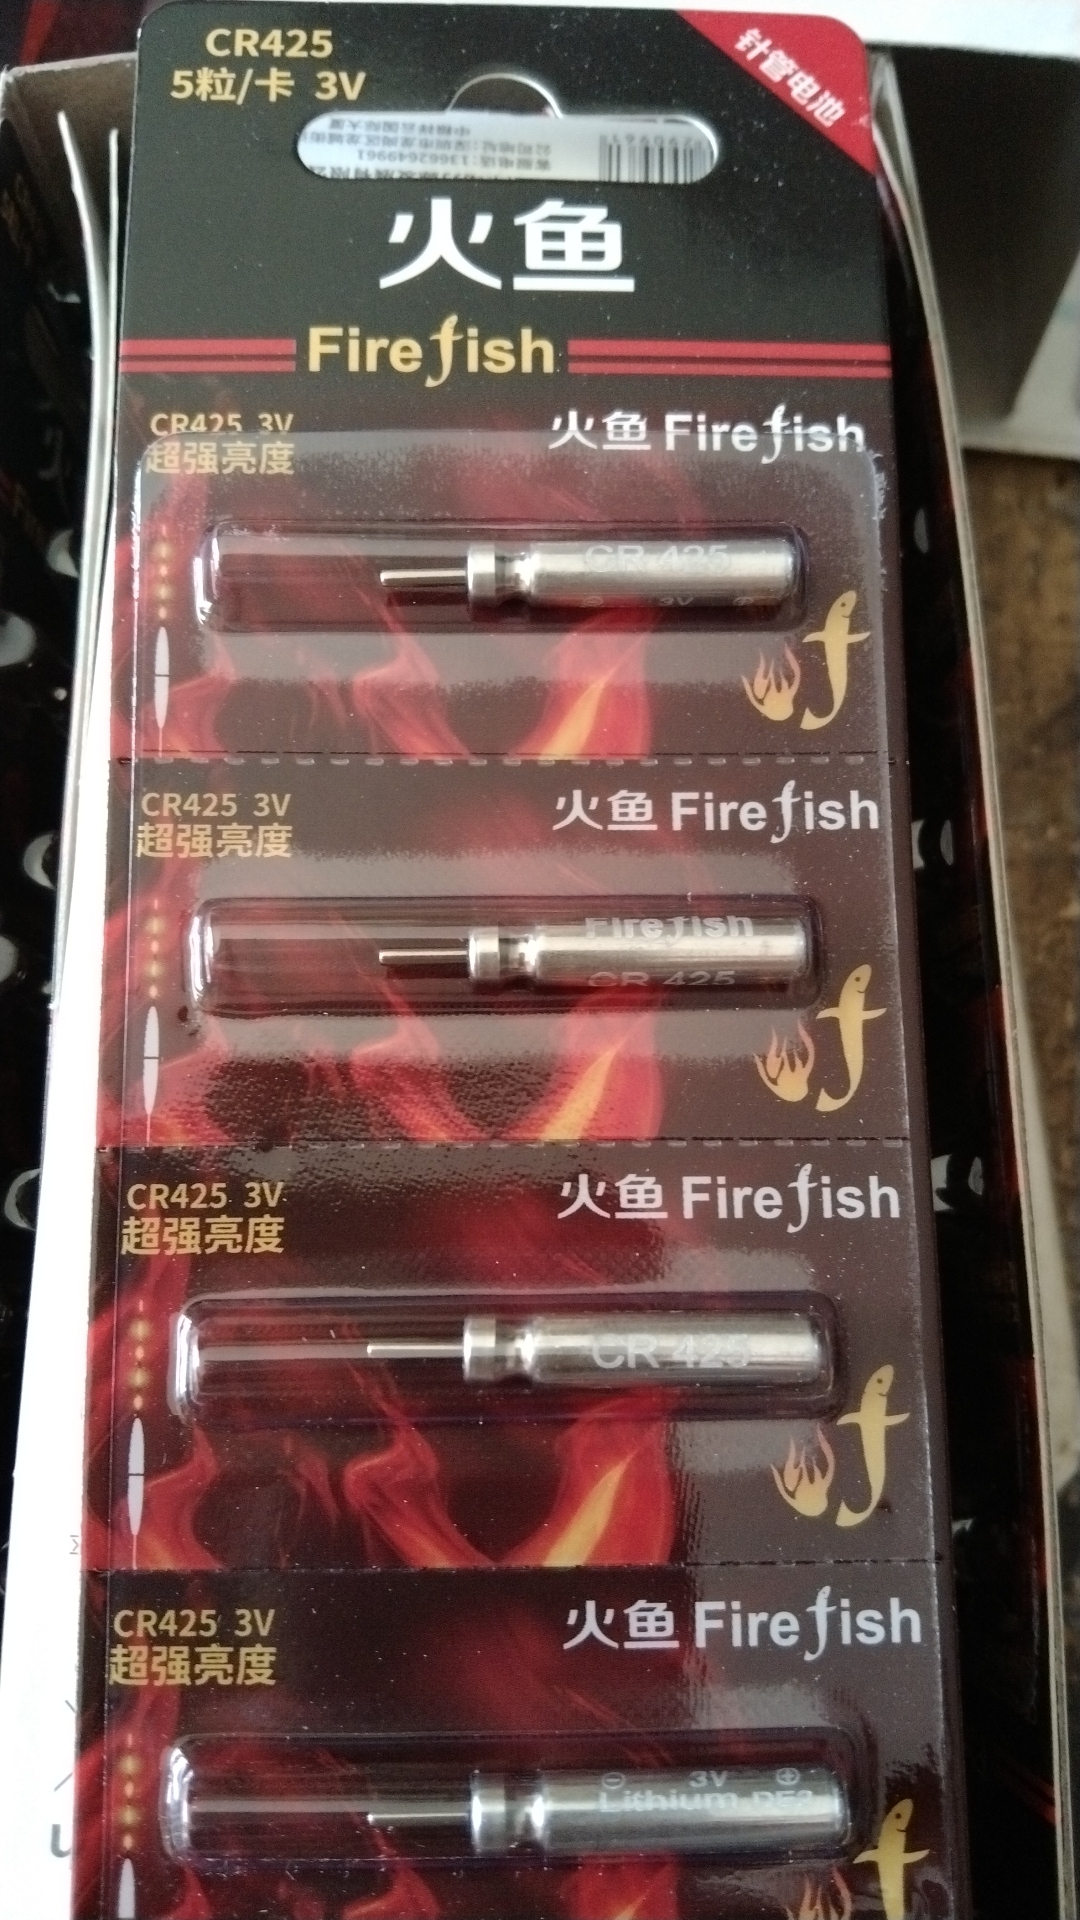 CR425
5粒/卡 3V
针管电池
火鱼
Firefish
CR425 3V
超强亮度
火鱼 Firefish
CR 425
3V
CR425 3V
超强亮度
火鱼 Firefish
Firefish
CR 425
CR425 3V
超强亮度
火鱼 Firefish
CR 425
CR425 3V
超强亮度
火鱼 Firefish
⊖ 3V ⊕
Lithium